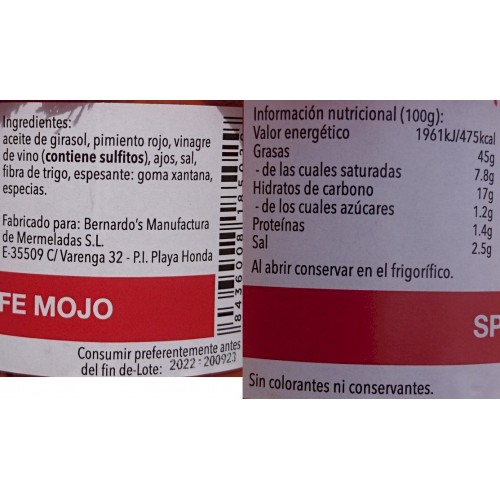 Ingredientes:
aceite de girasol, pimiento rojo, vinagre
de vino (contiene sulfitos), ajos, sal,
fibra de trigo, espesante: goma xantana,
especias.
Fabricado para: Bernardo's Manufactura
de Mermeladas S.L.
E-35509 C/ Varenga 32 - P.I. Playa Honda
FE MOJO
Consumir preferentemente antes
del fin de-Lote: 2022-200923
Información nutricional (100g):
Valor energético 1961kJ/475kcal
Grasas 45g
- de las cuales saturadas 7.8g
Hidratos de carbono 17g
- de los cuales azúcares 1.2g
Proteínas 1.4g
Sal 2.5g
Al abrir conservar en el frigorífico.
SP
Sin colorantes ni conservantes.